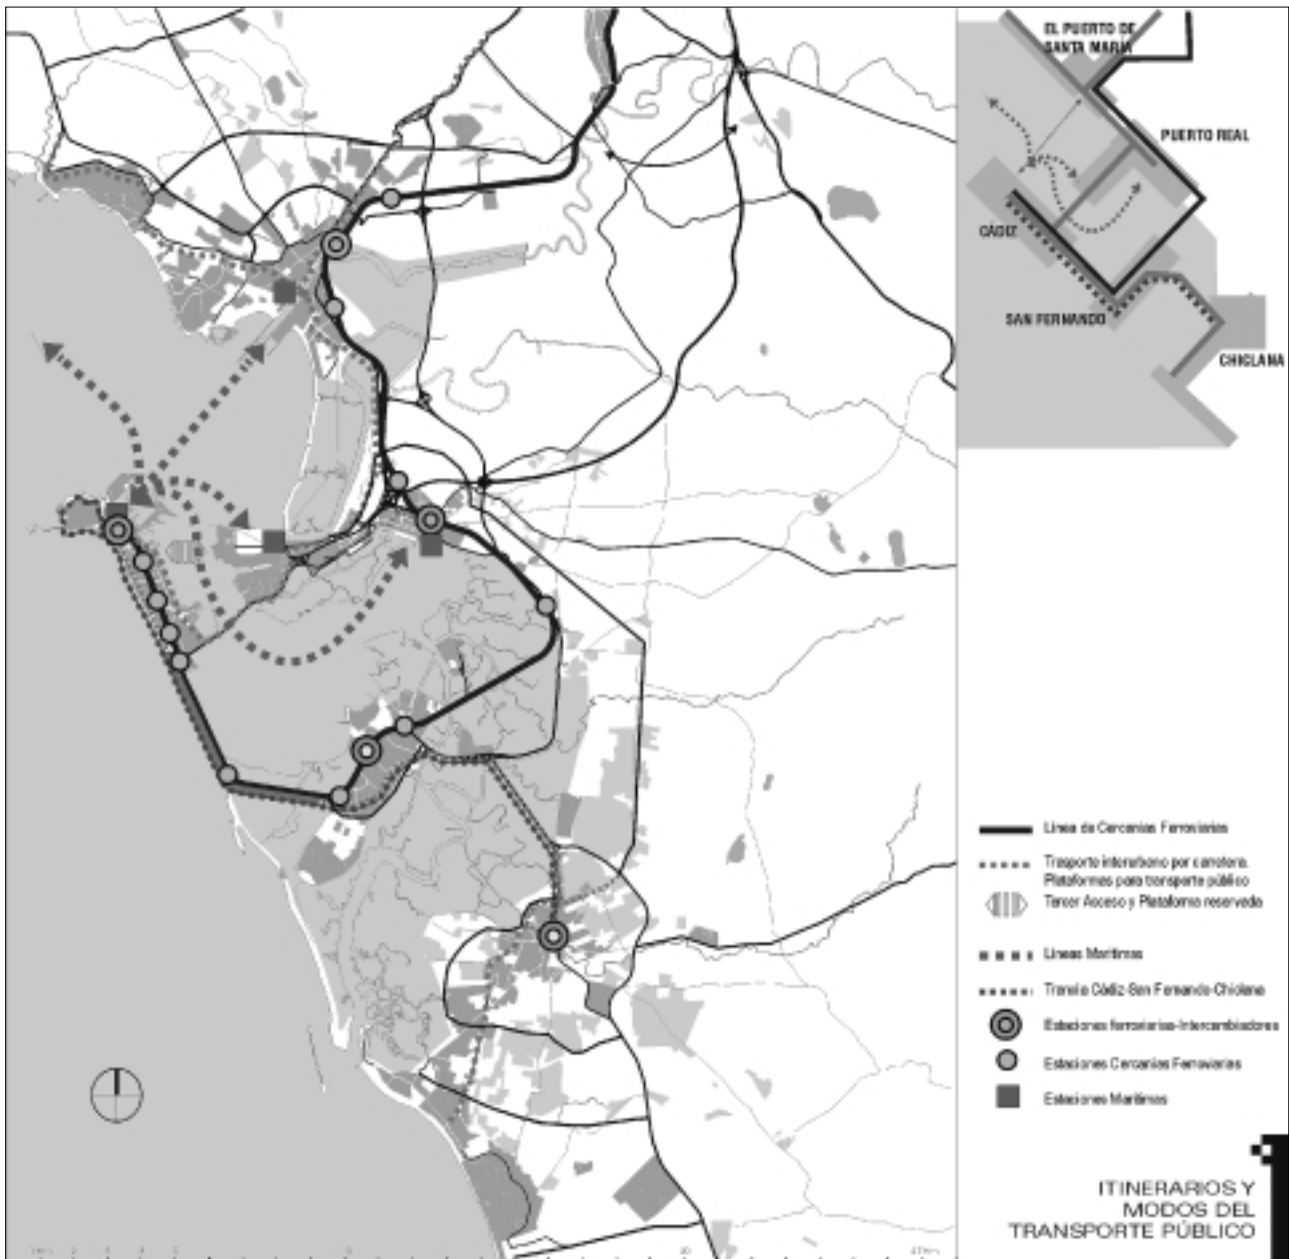 EL PUERTO DE
SANTA MARIA
PUERTO REAL
CÁDIZ
SAN FERNANDO
CHICLANA
Línea de Cercanías Ferroviarias
Trasporte interurbano por carretera.
Plataformas para transporte público
Tercer Acceso y Plataforma reservada
Líneas Marítimas
Tranvía Cádiz-San Fernando-Chiclana
Estaciones ferroviarias-Intercambiadores
Estaciones Cercanías Ferroviarias
Estaciones Marítimas
ITINERARIOS Y
MODOS DEL
TRANSPORTE PÚBLICO